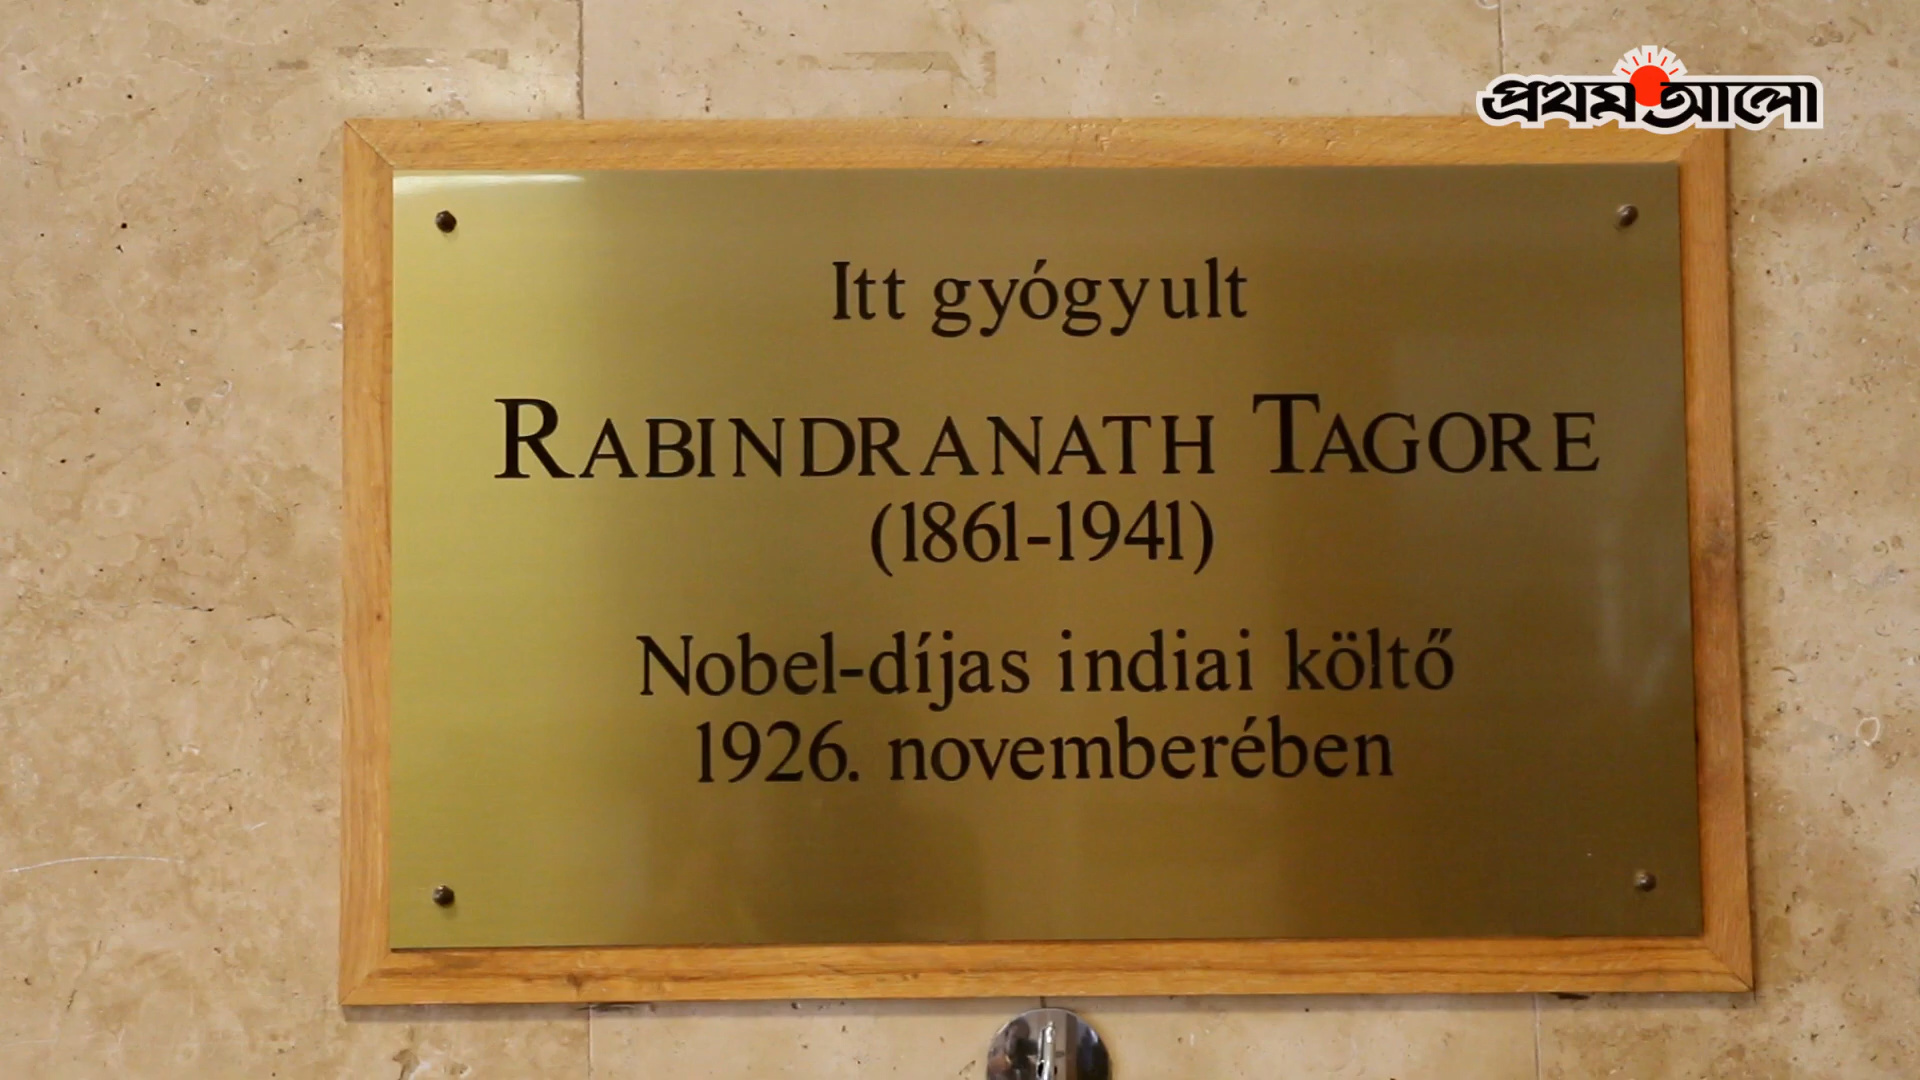 প্রথম আলো
Itt gyógyult
RABINDRANATH TAGORE
(1861-1941)
Nobel-díjas indiai költő
1926. novemberében